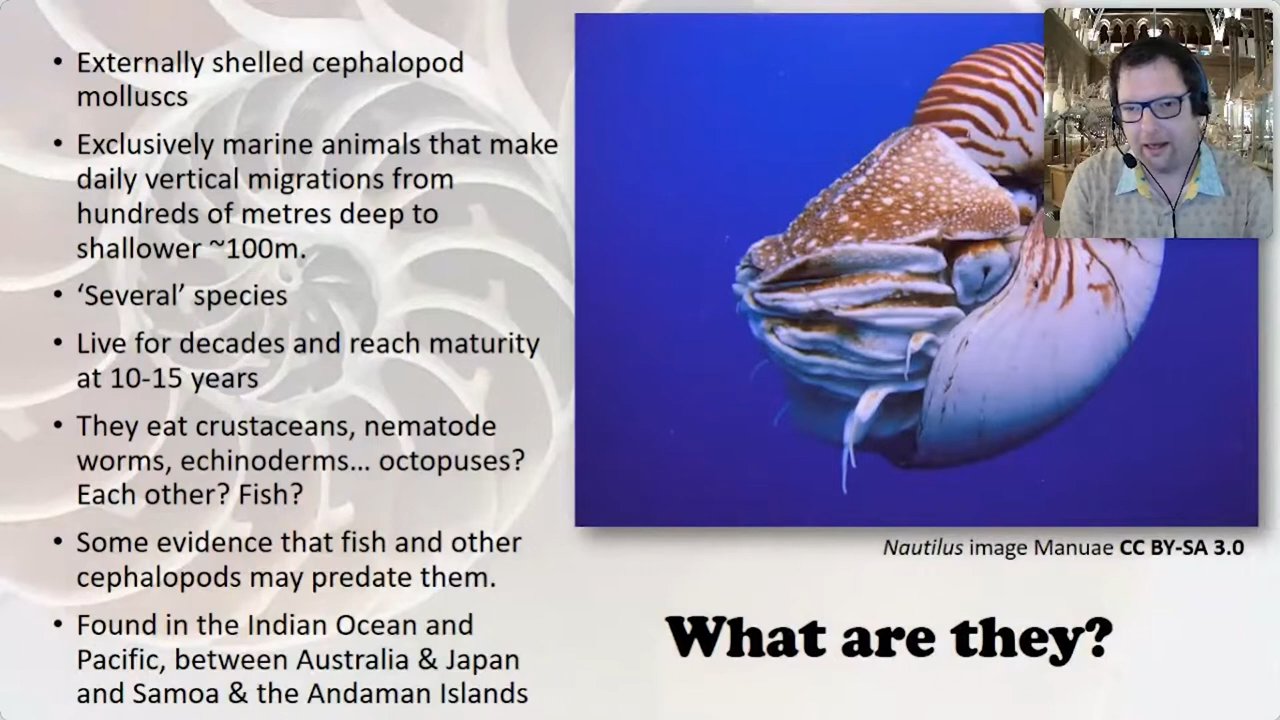 • Externally shelled cephalopod
molluscs
• Exclusively marine animals that make
daily vertical migrations from
hundreds of metres deep to
shallower ~100m.
• ‘Several’ species
• Live for decades and reach maturity
at 10-15 years
• They eat crustaceans, nematode
worms, echinoderms... octopuses?
Each other? Fish?
• Some evidence that fish and other
cephalopods may predate them.
• Found in the Indian Ocean and
Pacific, between Australia & Japan
and Samoa & the Andaman Islands
Nautilus image Manuae CC BY-SA 3.0
What are they?